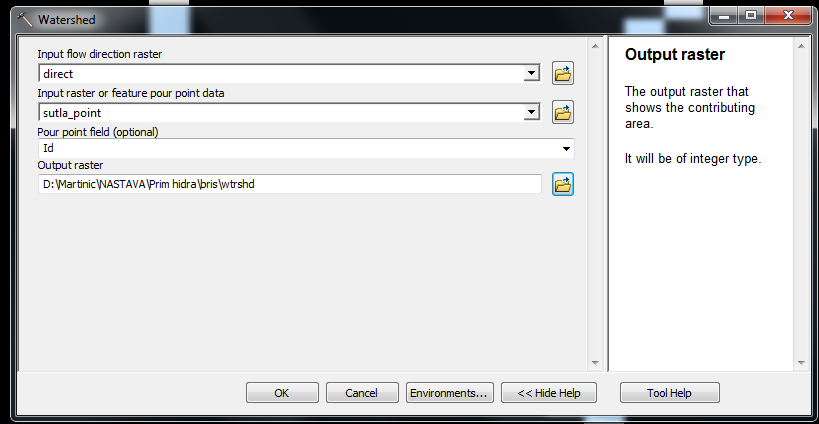 Watershed
Input flow direction raster
direct
Input raster or feature pour point data
sutla_point
Pour point field (optional)
Id
Output raster
D:\Martinic\NASTAVA\Prim hidra\bris\wtrshd
OK
Cancel
Environments...
<< Hide Help
Output raster
The output raster that
shows the contributing
area.
It will be of integer type.
Tool Help